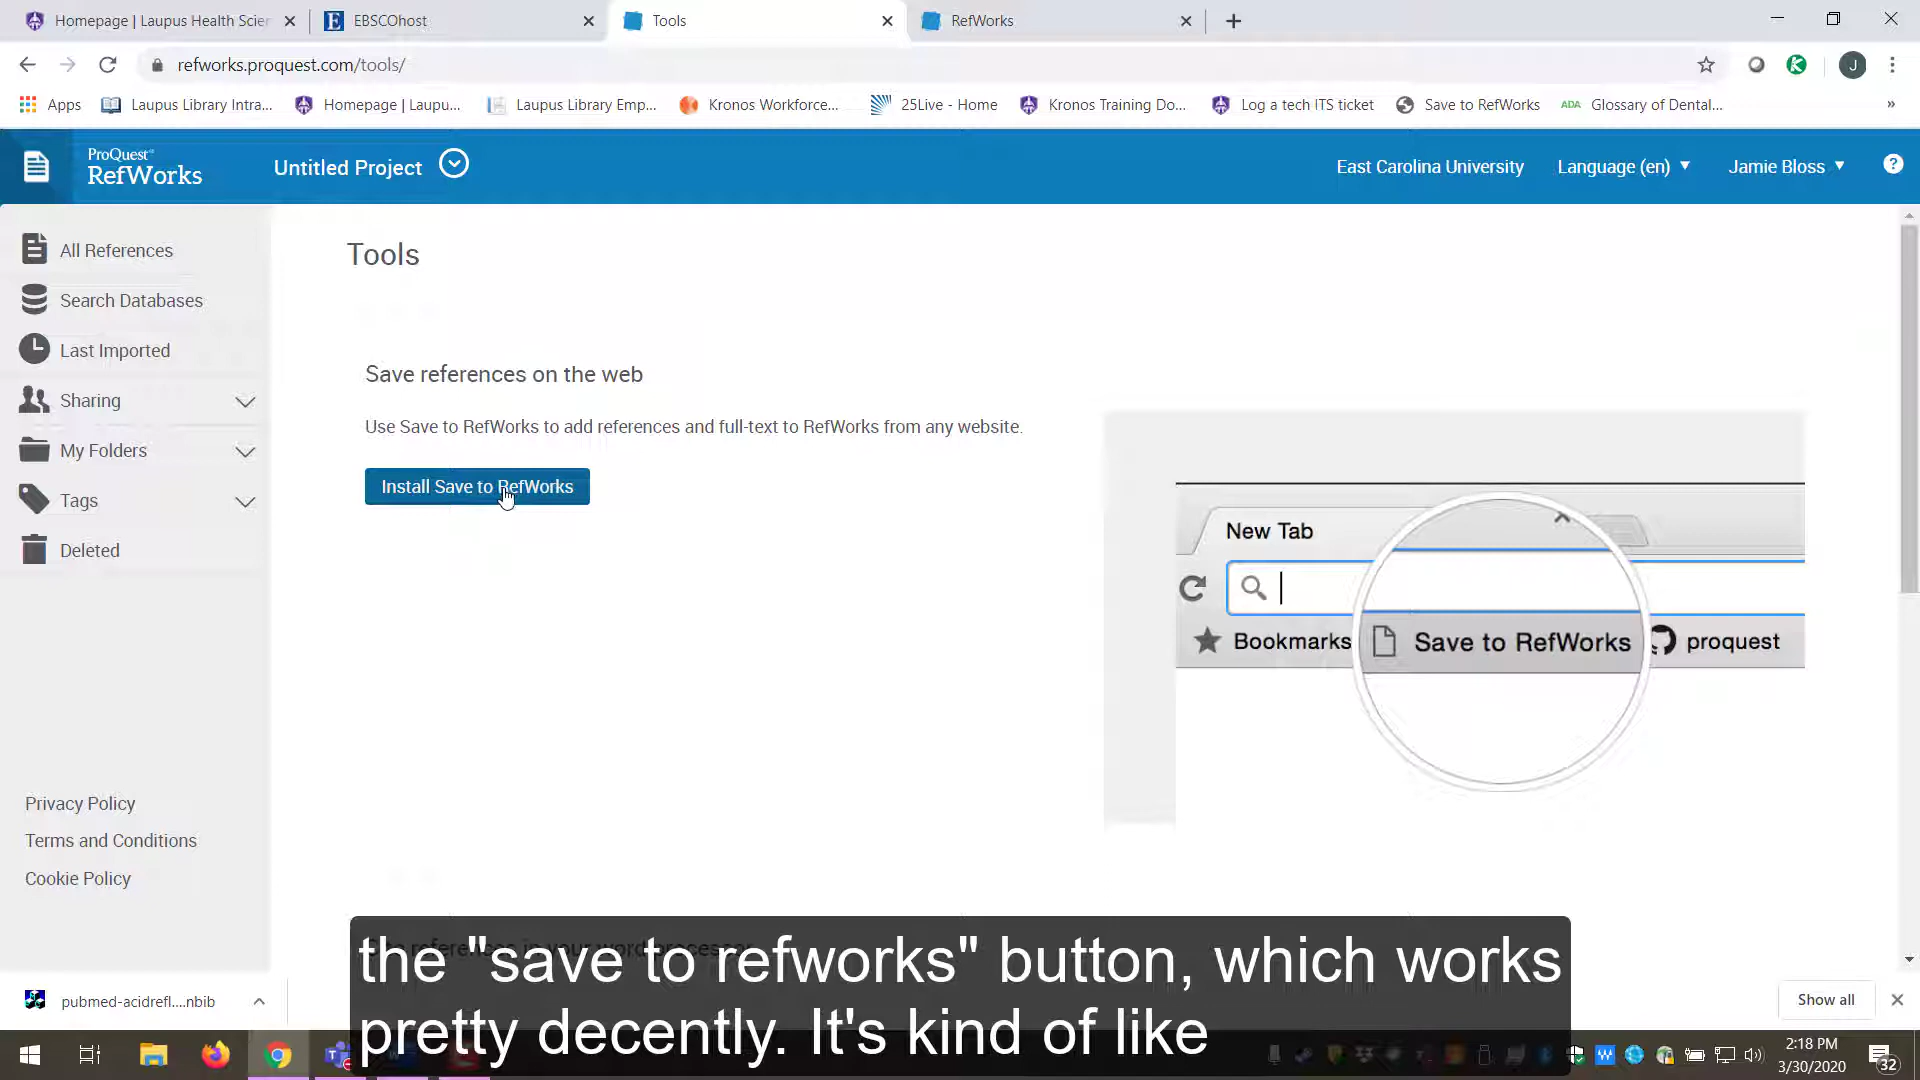 Homepage | Laupus Health Scien
EBSCOhost
Tools
RefWorks
refworks.proquest.com/tools/
J
Apps
Laupus Library Intra...
Homepage | Laupu...
Laupus Library Emp...
Kronos Workforce...
25Live - Home
Kronos Training Do...
Log a tech ITS ticket
Save to RefWorks
ADA Glossary of Dental...
ProQuest
RefWorks
Untitled Project
East Carolina University
Language (en)
Jamie Bloss
All References
Search Databases
Last Imported
Sharing
My Folders
Tags
Deleted
Privacy Policy
Terms and Conditions
Cookie Policy
Tools
Save references on the web
Use Save to RefWorks to add references and full-text to RefWorks from any website.
Install Save to RefWorks
New Tab
Bookmarks
Save to RefWorks
proquest
the "save to refworks" button, which works
pretty decently. It's kind of like
pubmed-acidrefl....nbib
Show all
2:18 PM
3/30/2020
32